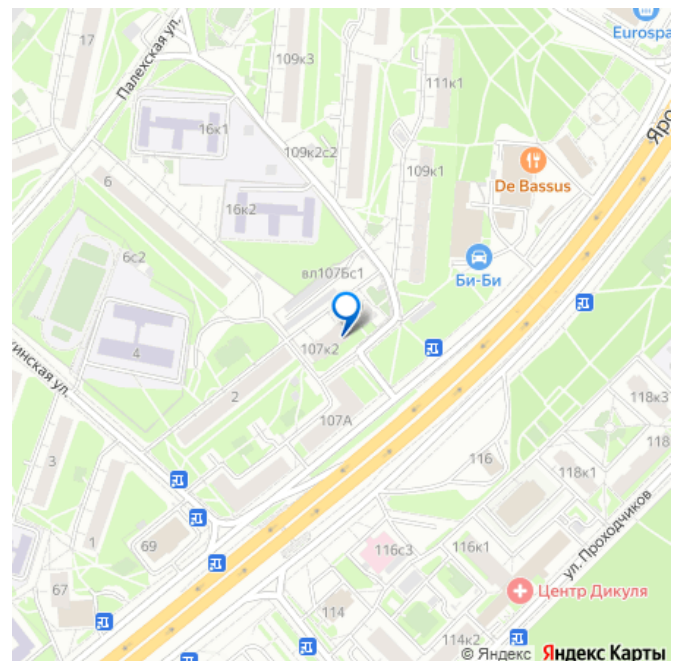 17
Палехская ул.
109к3
Eurospa
111к1
16к1
109к2с2
109к1
De Bassus
Яро
6
16к2
6с2
вл107Бс1
Би-Би
4
107к2
кинская ул.
2
107А
118к3
118
116
118к1
3
1
69
116с3
116к1
ул. Проходчиков
67
Центр Дикуля
114
114к2
© Яндекс Яндекс Карты